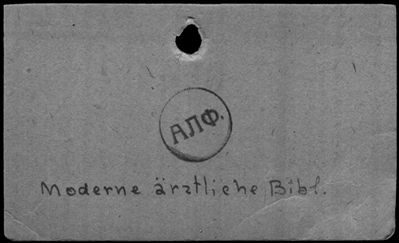 АЛФ.
Moderne ärztliche Bibl.